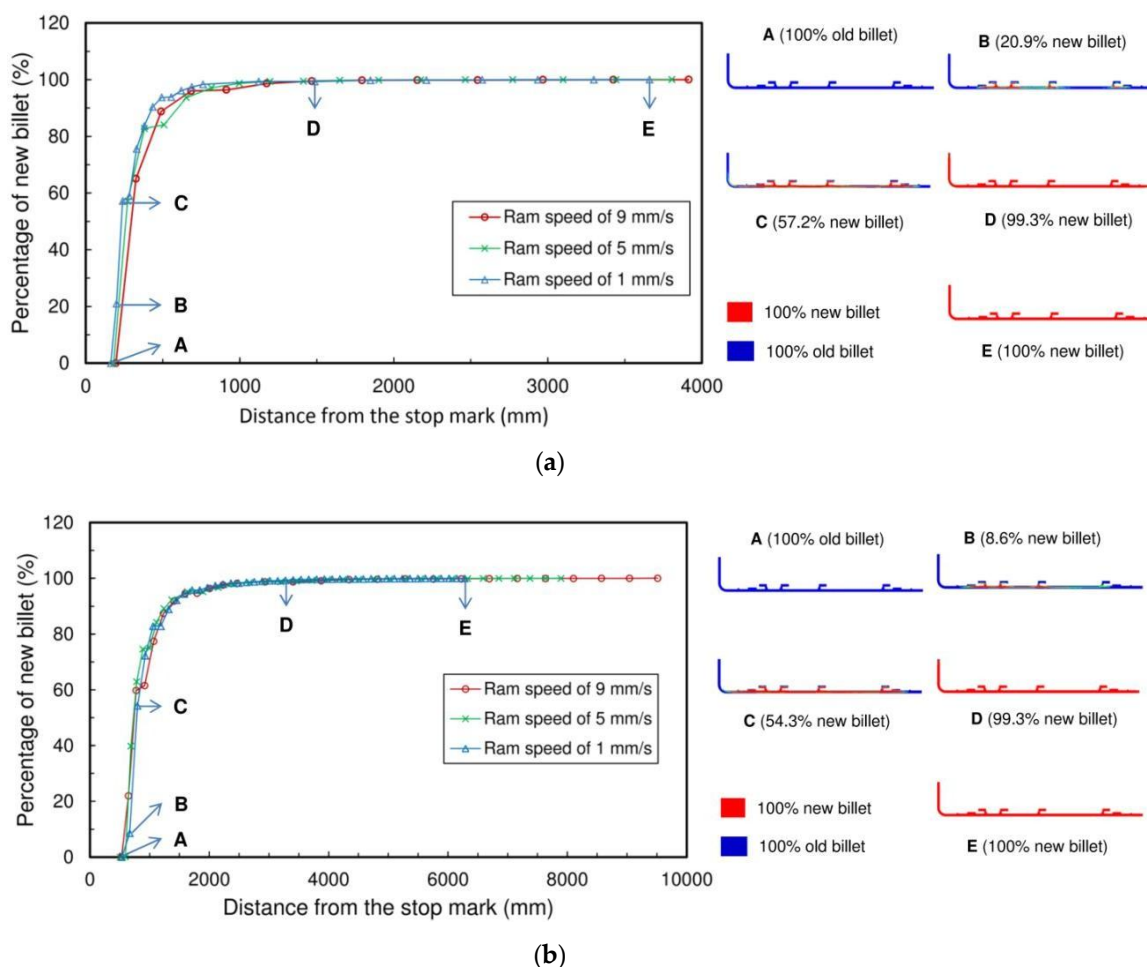 120
100
80
60
40
20
0
Percentage of new billet (%)
0 1000 2000 3000 4000
Distance from the stop mark (mm)
A
B
C
D
E
Ram speed of 9 mm/s
Ram speed of 5 mm/s
Ram speed of 1 mm/s
A (100% old billet)
B (20.9% new billet)
C (57.2% new billet)
D (99.3% new billet)
100% new billet
100% old billet
E (100% new billet)
(a)
120
100
80
60
40
20
0
Percentage of new billet (%)
0 2000 4000 6000 8000 10000
Distance from the stop mark (mm)
A
B
C
D
E
Ram speed of 9 mm/s
Ram speed of 5 mm/s
Ram speed of 1 mm/s
A (100% old billet)
B (8.6% new billet)
C (54.3% new billet)
D (99.3% new billet)
100% new billet
100% old billet
E (100% new billet)
(b)